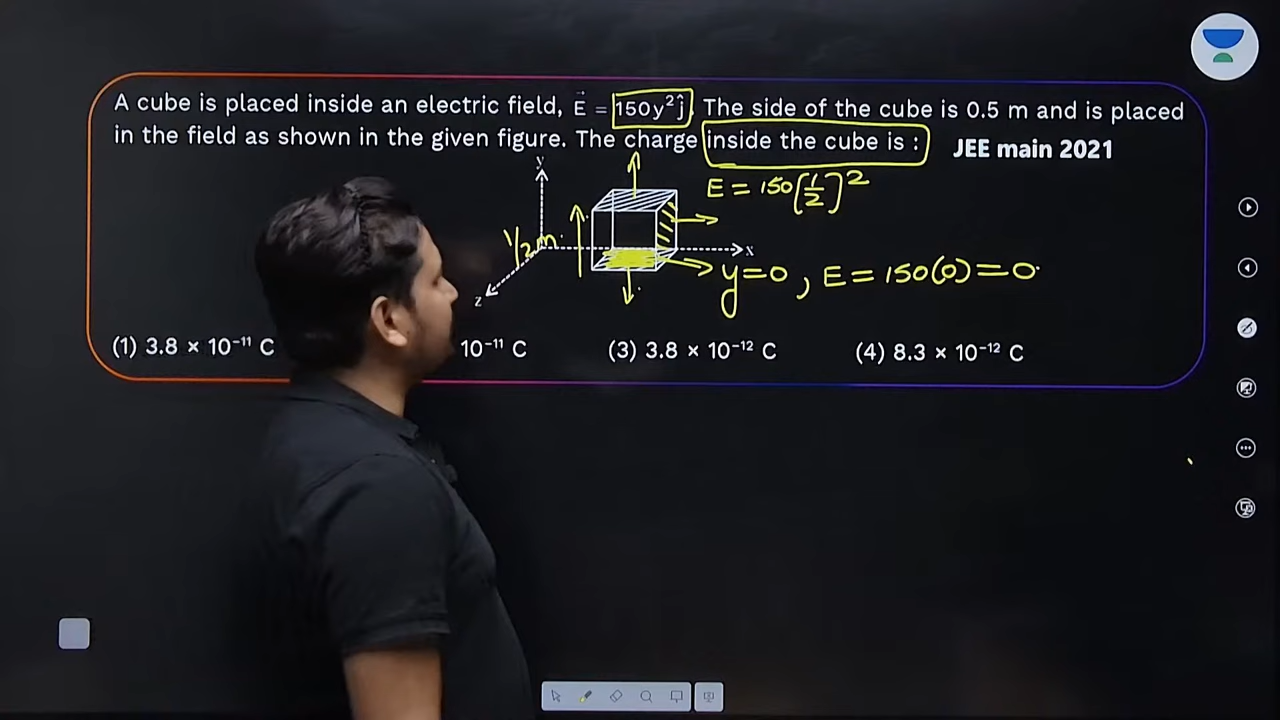 A cube is placed inside an electric field, E⃗ = 150y²ĵ. The side of the cube is 0.5 m and is placed
in the field as shown in the given figure. The charge inside the cube is :
JEE main 2021
y
E = 150[1/2]²
1/2 m.
x
y=0, E = 150(0) = 0
z
(1) 3.8 × 10⁻¹¹ C
10⁻¹¹ C
(3) 3.8 × 10⁻¹² C
(4) 8.3 × 10⁻¹² C